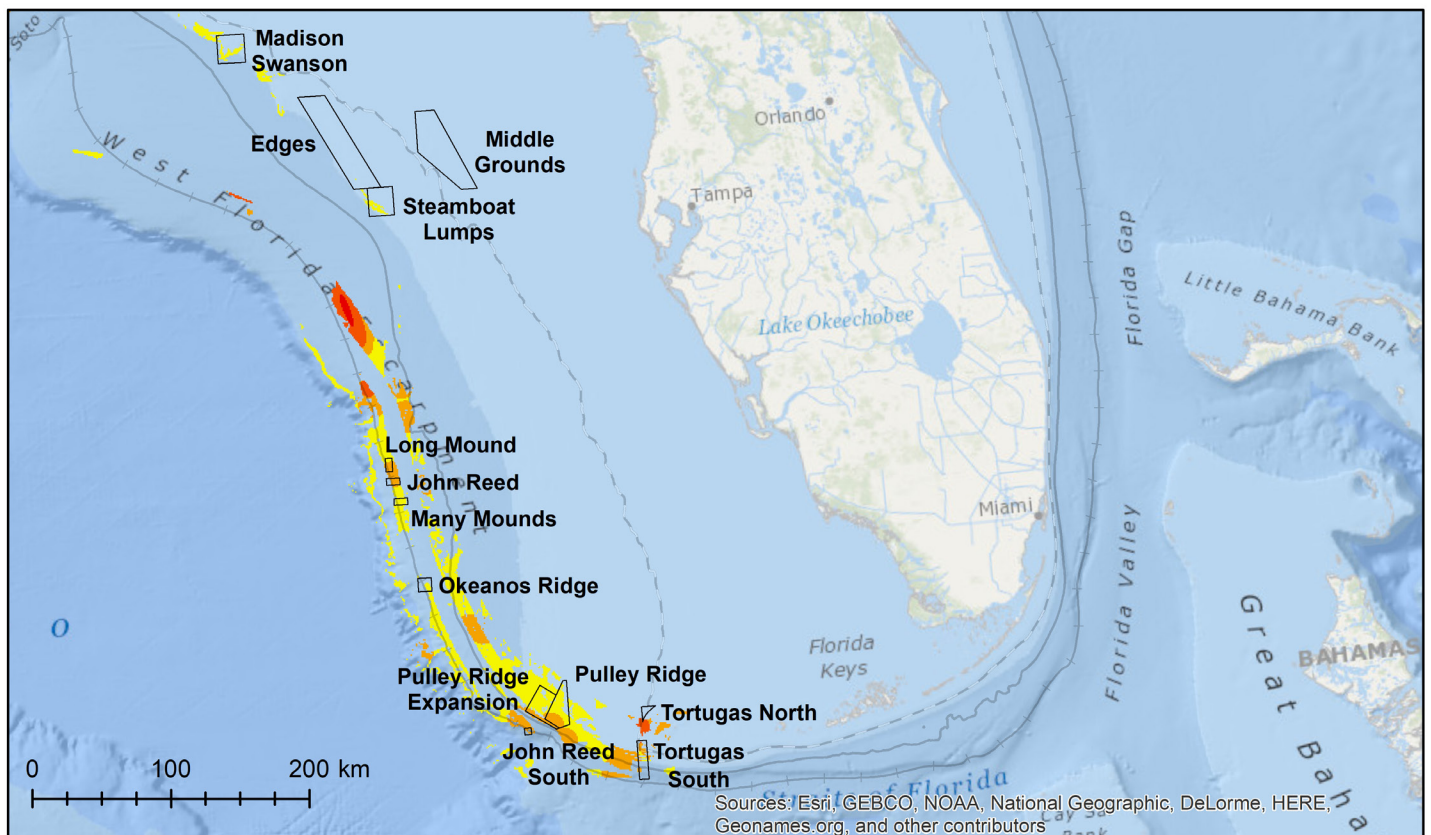 Soto
Madison
Swanson
West Florida Escarpment
Edges
Middle
Grounds
Steamboat
Lumps
Orlando
Tampa
Lake Okeechobee
Florida Gap
Little Bahama Bank
Long Mound
John Reed
Many Mounds
Miami
Okeanos Ridge
Florida Valley
O
Florida
Keys
Great Baha
BAHAMAS
Pulley Ridge
Expansion
Pulley Ridge
Tortugas North
John Reed
South
Tortugas
South
0 100 200 km
Straits of Florida
Cay Sa
Bank
Sources: Esri, GEBCO, NOAA, National Geographic, DeLorme, HERE,
Geonames.org, and other contributors